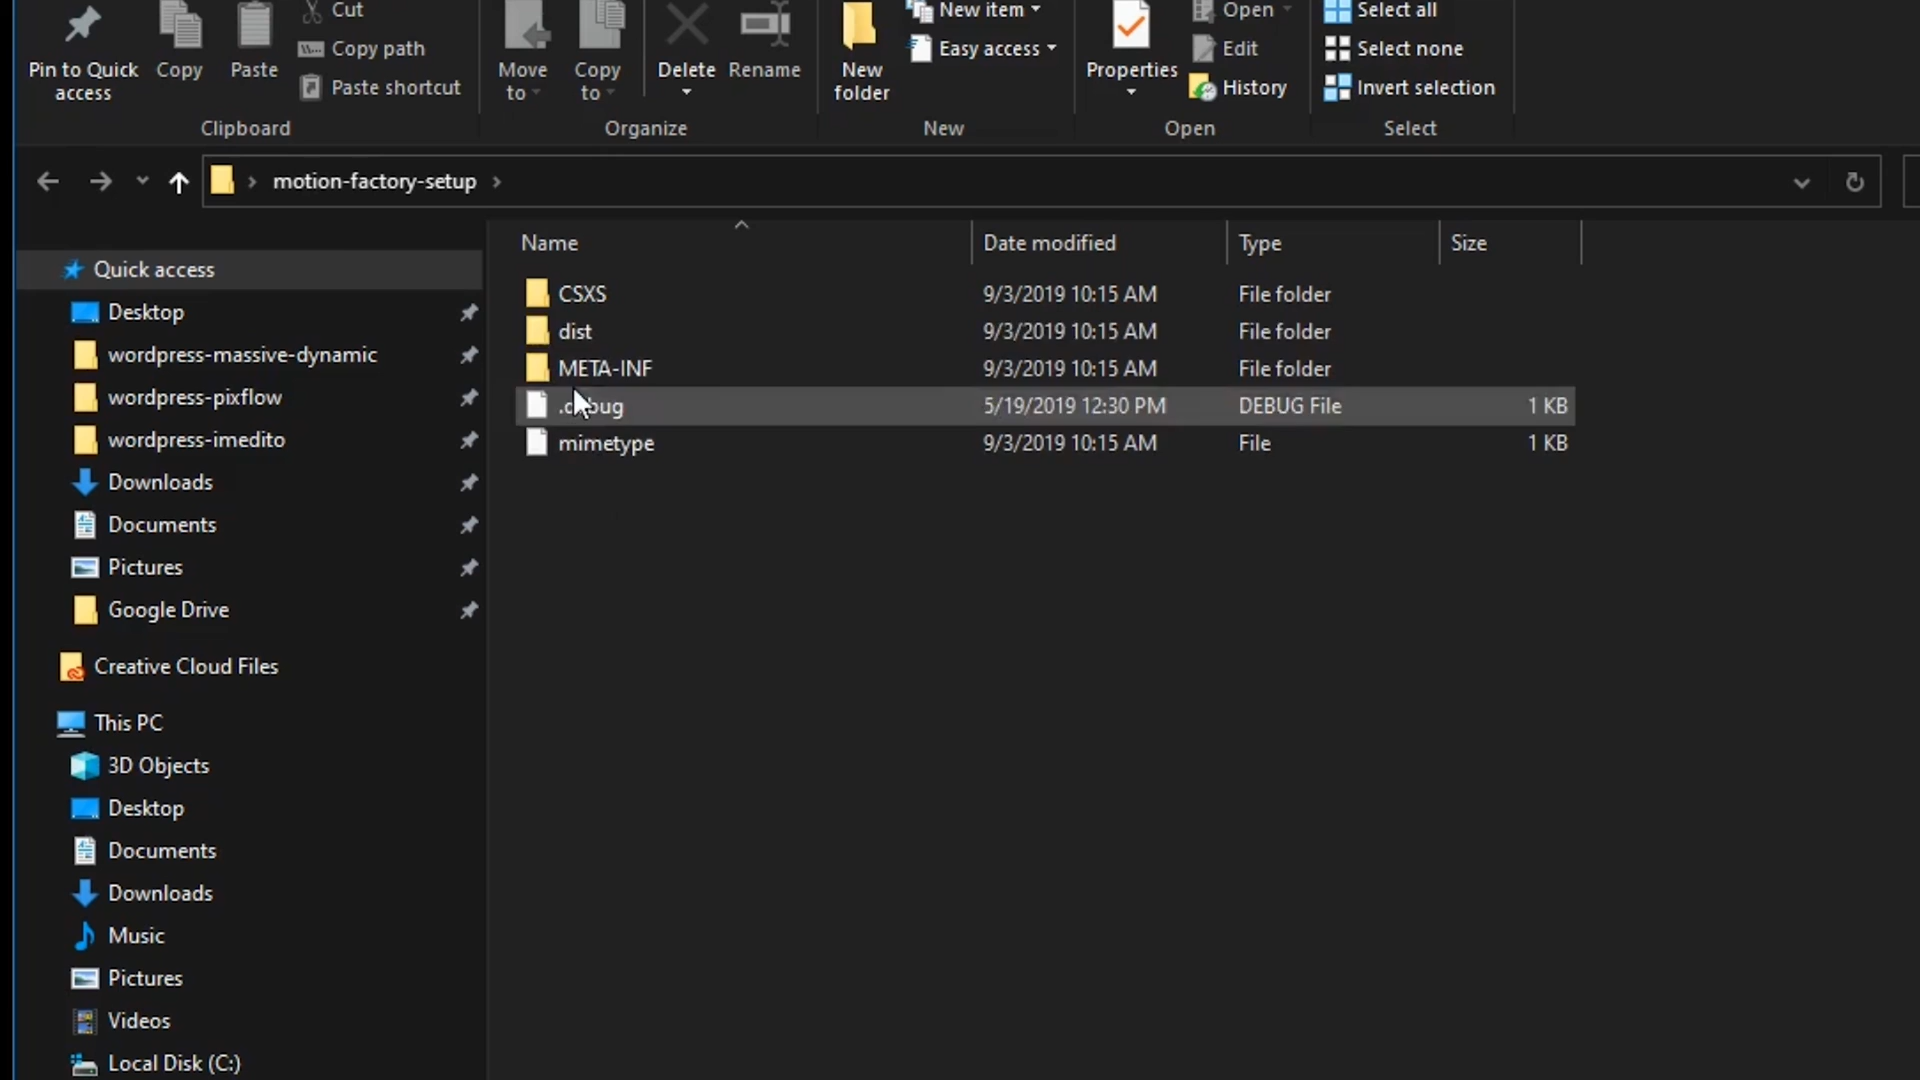 Cut
New item
Open
Select all
Copy path
Easy access
Edit
Select none
Pin to Quick access
Copy
Paste
Paste shortcut
Move to
Copy to
Delete
Rename
New folder
Properties
History
Invert selection
Clipboard
Organize
New
Open
Select
motion-factory-setup
Name
Date modified
Type
Size
CSXS 9/3/2019 10:15 AM File folder
dist 9/3/2019 10:15 AM File folder
META-INF 9/3/2019 10:15 AM File folder
.debug 5/19/2019 12:30 PM DEBUG File 1 KB
mimetype 9/3/2019 10:15 AM File 1 KB
Quick access
Desktop
wordpress-massive-dynamic
wordpress-pixflow
wordpress-imedito
Downloads
Documents
Pictures
Google Drive
Creative Cloud Files
This PC
3D Objects
Desktop
Documents
Downloads
Music
Pictures
Videos
Local Disk (C:)